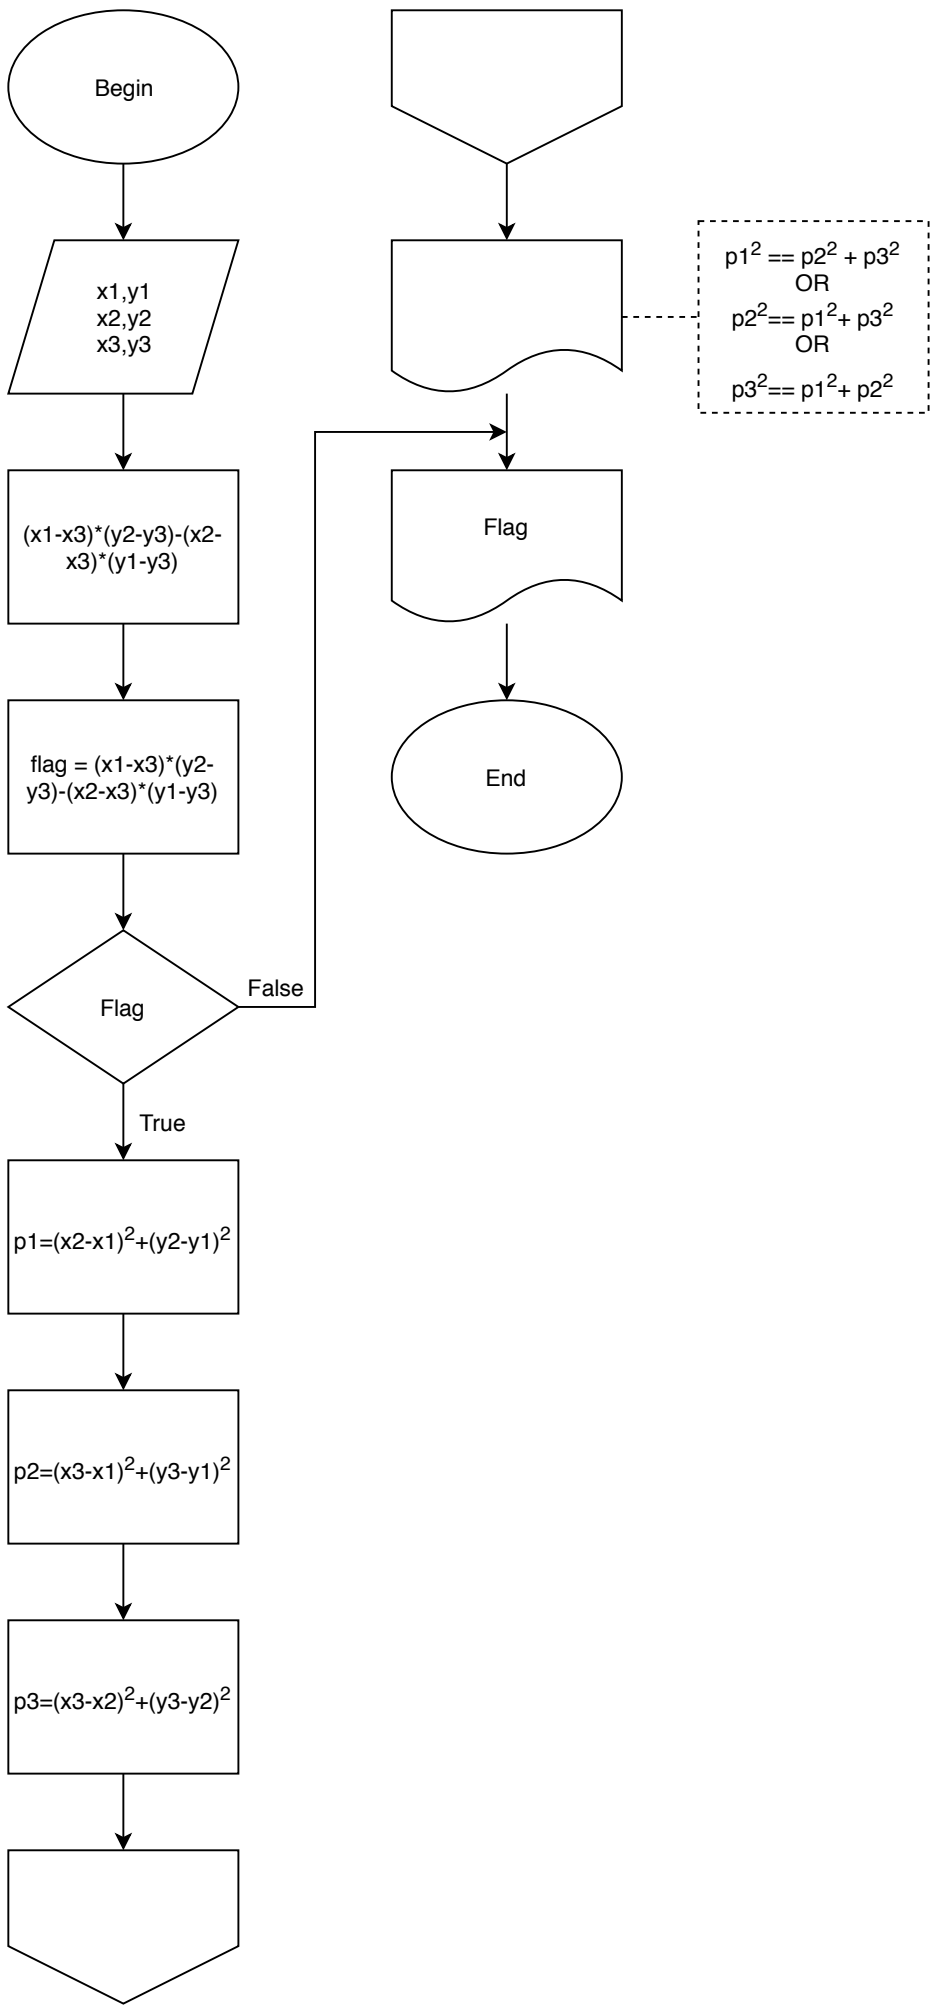 Begin
x1,y1
x2,y2
x3,y3
(x1-x3)*(y2-y3)-(x2-
x3)*(y1-y3)
flag = (x1-x3)*(y2-
y3)-(x2-x3)*(y1-y3)
Flag
False
True
p1=(x2-x1)²+(y2-y1)²
p2=(x3-x1)²+(y3-y1)²
p3=(x3-x2)²+(y3-y2)²
p1² == p2² + p3²
OR
p2²== p1²+ p3²
OR
p3²== p1²+ p2²
Flag
End